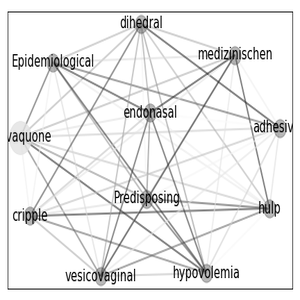 dihedral
medizinischen
Epidemiological
endonasal
adhesiv
vaquone
Predisposing
hulp
cripple
vesicovaginal
hypovolemia